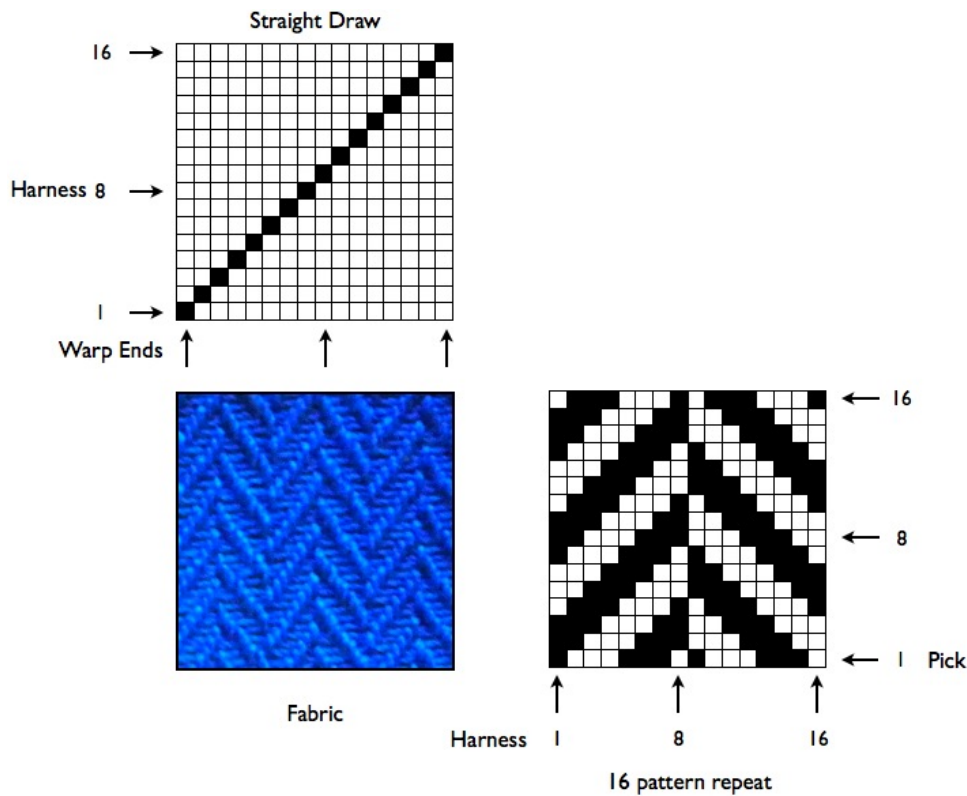 Straight Draw
16
Harness 8
1
Warp Ends
16
8
1 Pick
Fabric
Harness 1 8 16
16 pattern repeat